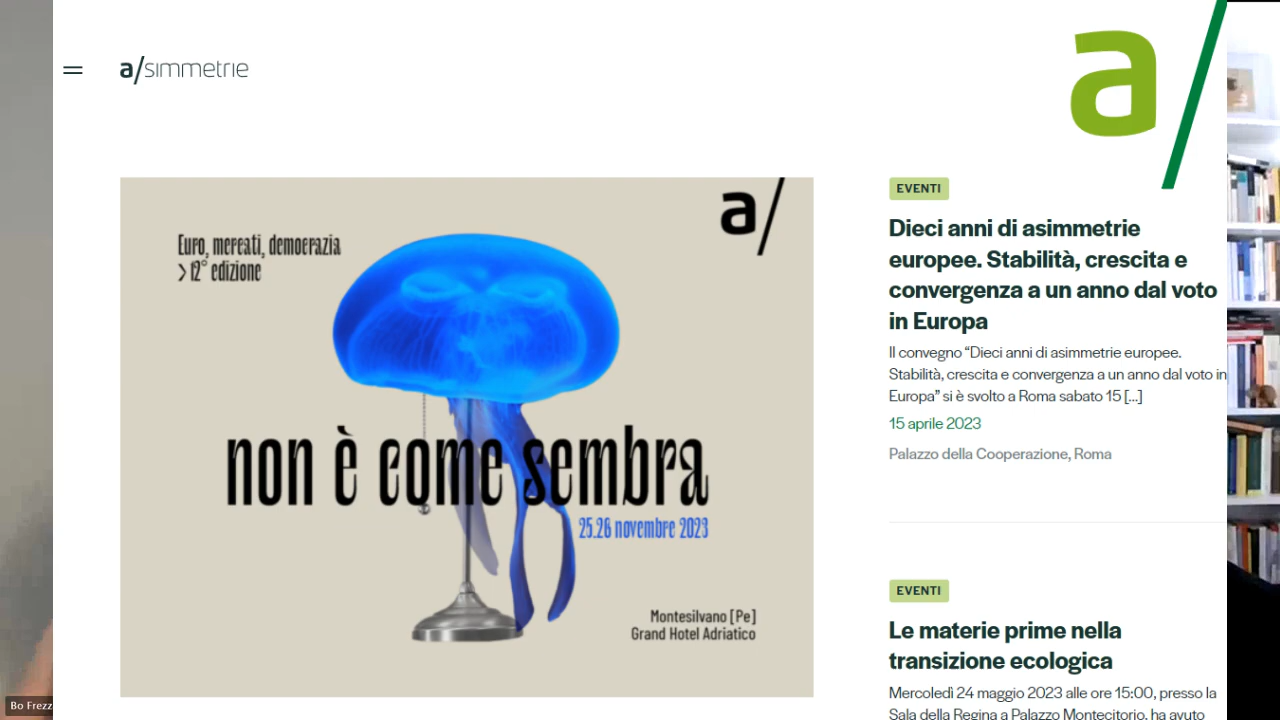 a/simmetrie
a/
a/
Euro, mercati, democrazia
> 12° edizione
non è come sembra
25.26 novembre 2023
Montesilvano [Pe]
Grand Hotel Adriatico
EVENTI
Dieci anni di asimmetrie
europee. Stabilità, crescita e
convergenza a un anno dal voto
in Europa
Il convegno “Dieci anni di asimmetrie europee.
Stabilità, crescita e convergenza a un anno dal voto in
Europa” si è svolto a Roma sabato 15 [...]
15 aprile 2023
Palazzo della Cooperazione, Roma
EVENTI
Le materie prime nella
transizione ecologica
Mercoledì 24 maggio 2023 alle ore 15:00, presso la
Sala della Regina a Palazzo Montecitorio, ha avuto
Bo Frezz